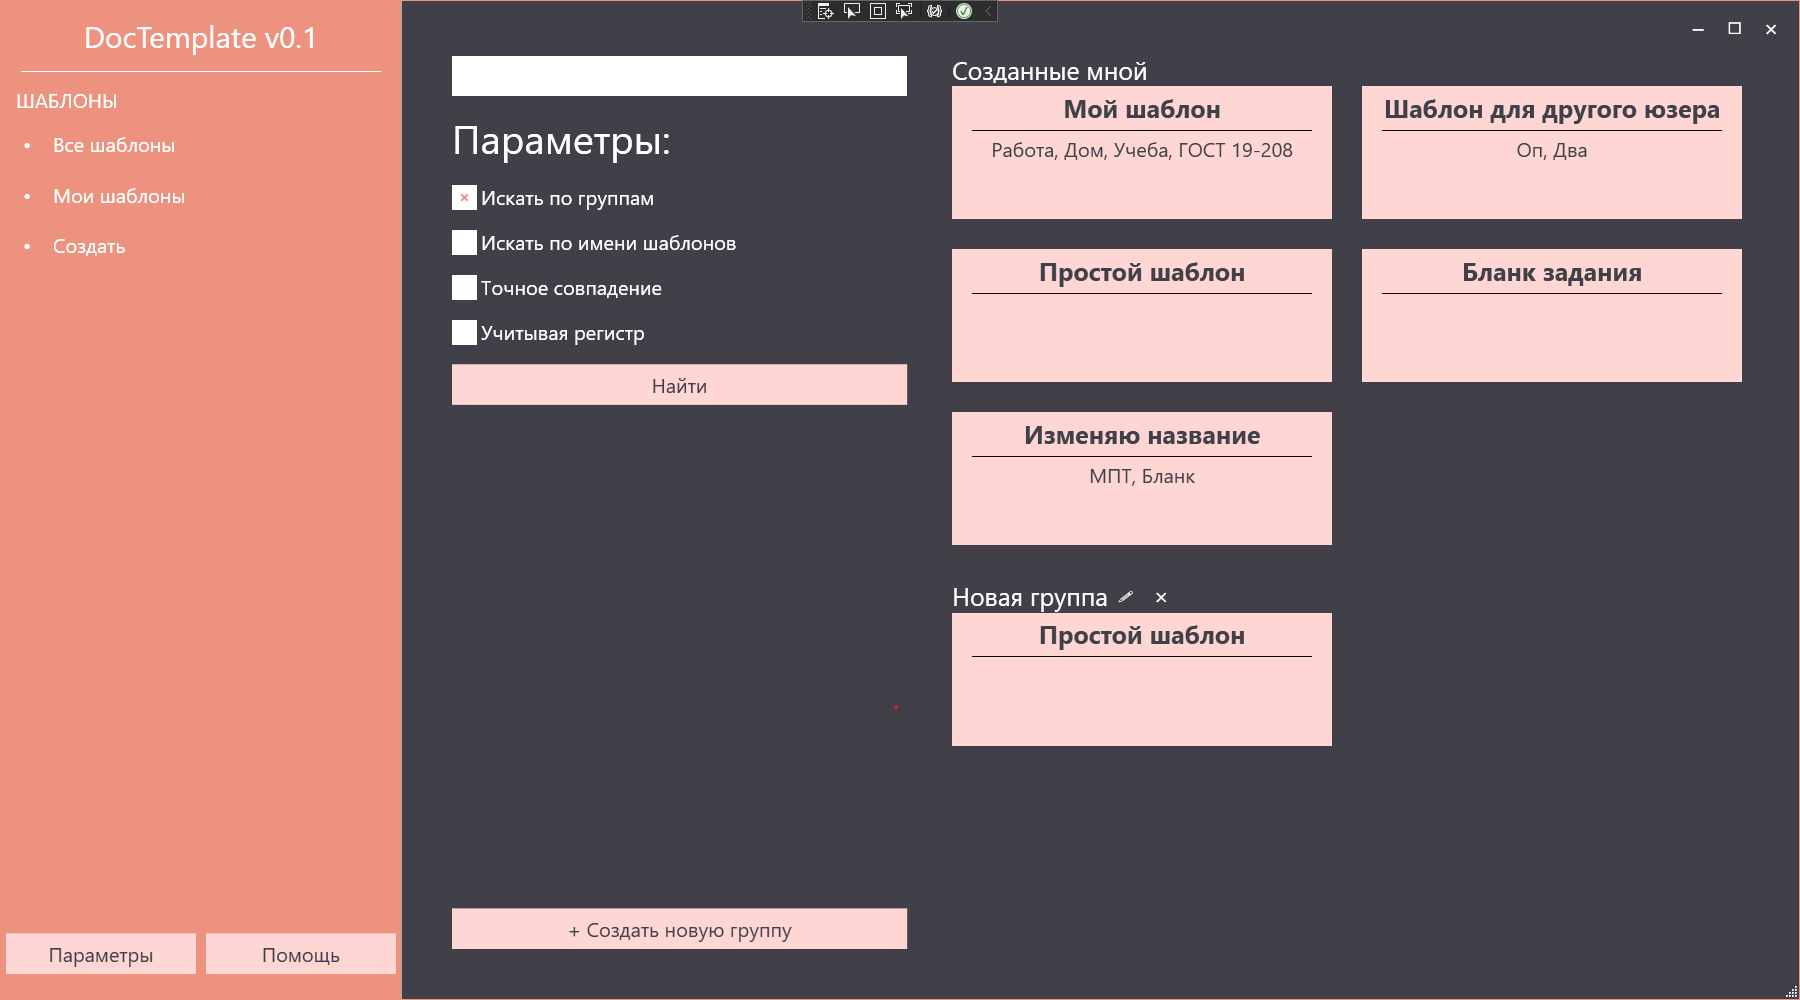 DocTemplate v0.1
ШАБЛОНЫ
• Все шаблоны
• Мои шаблоны
• Создать
Параметры
Помощь
Параметры:
Искать по группам
Искать по имени шаблонов
Точное совпадение
Учитывая регистр
Найти
+ Создать новую группу
Созданные мной
Мой шаблон
Работа, Дом, Учеба, ГОСТ 19-208
Шаблон для другого юзера
Оп, Два
Простой шаблон
Бланк задания
Изменяю название
МПТ, Бланк
Новая группа
Простой шаблон